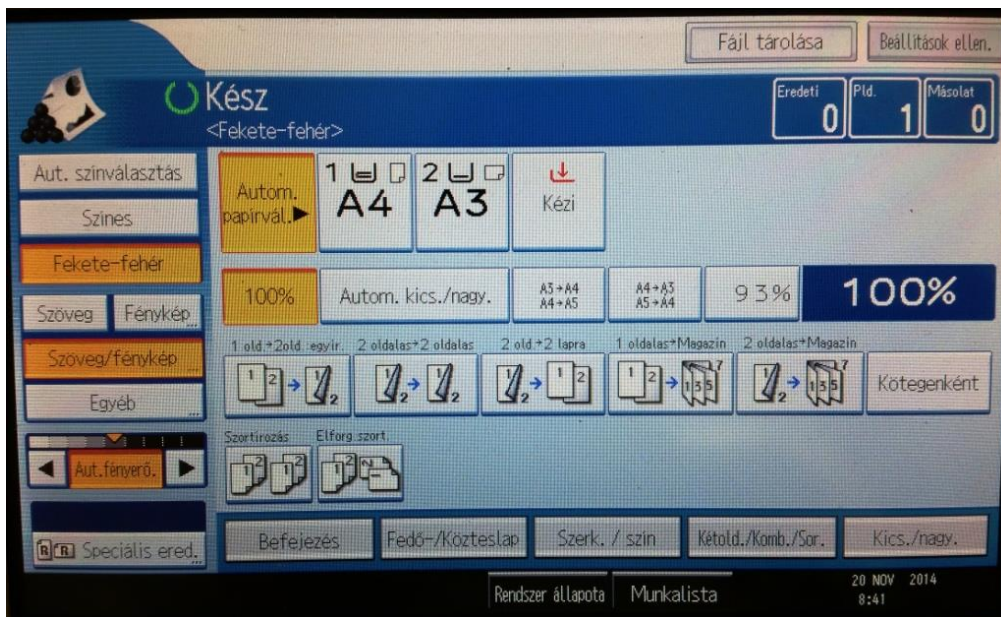 Fájl tárolása
Beállítások ellen.
Kész
<Fekete-fehér>
Eredeti
0
Pld.
1
Másolat
0
Aut. színválasztás
Színes
Fekete-fehér
Szöveg
Fénykép
Szöveg/fénykép
Egyéb
Aut.fényerő.
Speciális ered.
Autom.
papírvál.►
1
A4
2
A3
Kézi
100%
Autom. kics./nagy.
A3→A4
A4→A5
A4→A3
A5→A4
93%
100%
1 old.→2old.:egyir.
2 oldalas→2 oldalas
2 old.→2 lapra
1 oldalas→Magazin
2 oldalas→Magazin
Kötegenként
Szortírozás
Elforg.szort.
Befejezés
Fedő-/Közteslap
Szerk. / szín
Kétold./Komb./Sor.
Kics./nagy.
Rendszer állapota
Munkalista
20 NOV 2014
8:41